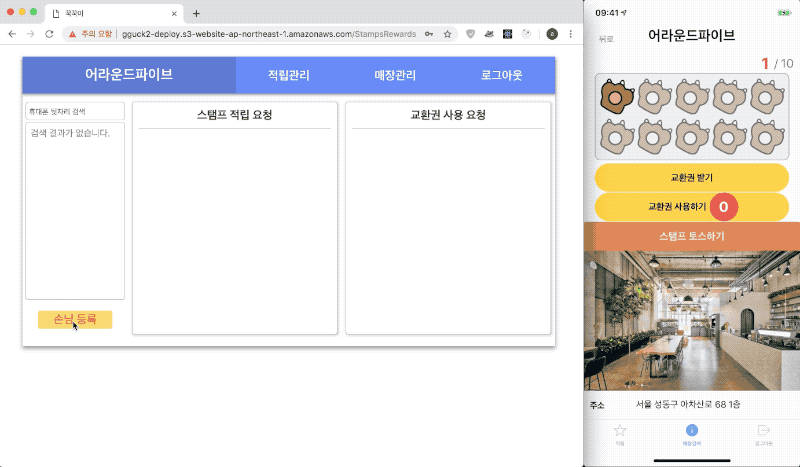 꾹꾹이
주의 요함
gguck2-deploy.s3-website-ap-northeast-1.amazonaws.com/StampsRewards
어라운드파이브
적립관리
매장관리
로그아웃
휴대폰 뒷자리 검색
검색 결과가 없습니다.
손님 등록
스탬프 적립 요청
교환권 사용 요청
09:41
뒤로
어라운드파이브
1 / 10
교환권 받기
교환권 사용하기 0
스탬프 토스하기
주소 서울 성동구 아차산로 68 1층
적립
매장검색
로그아웃